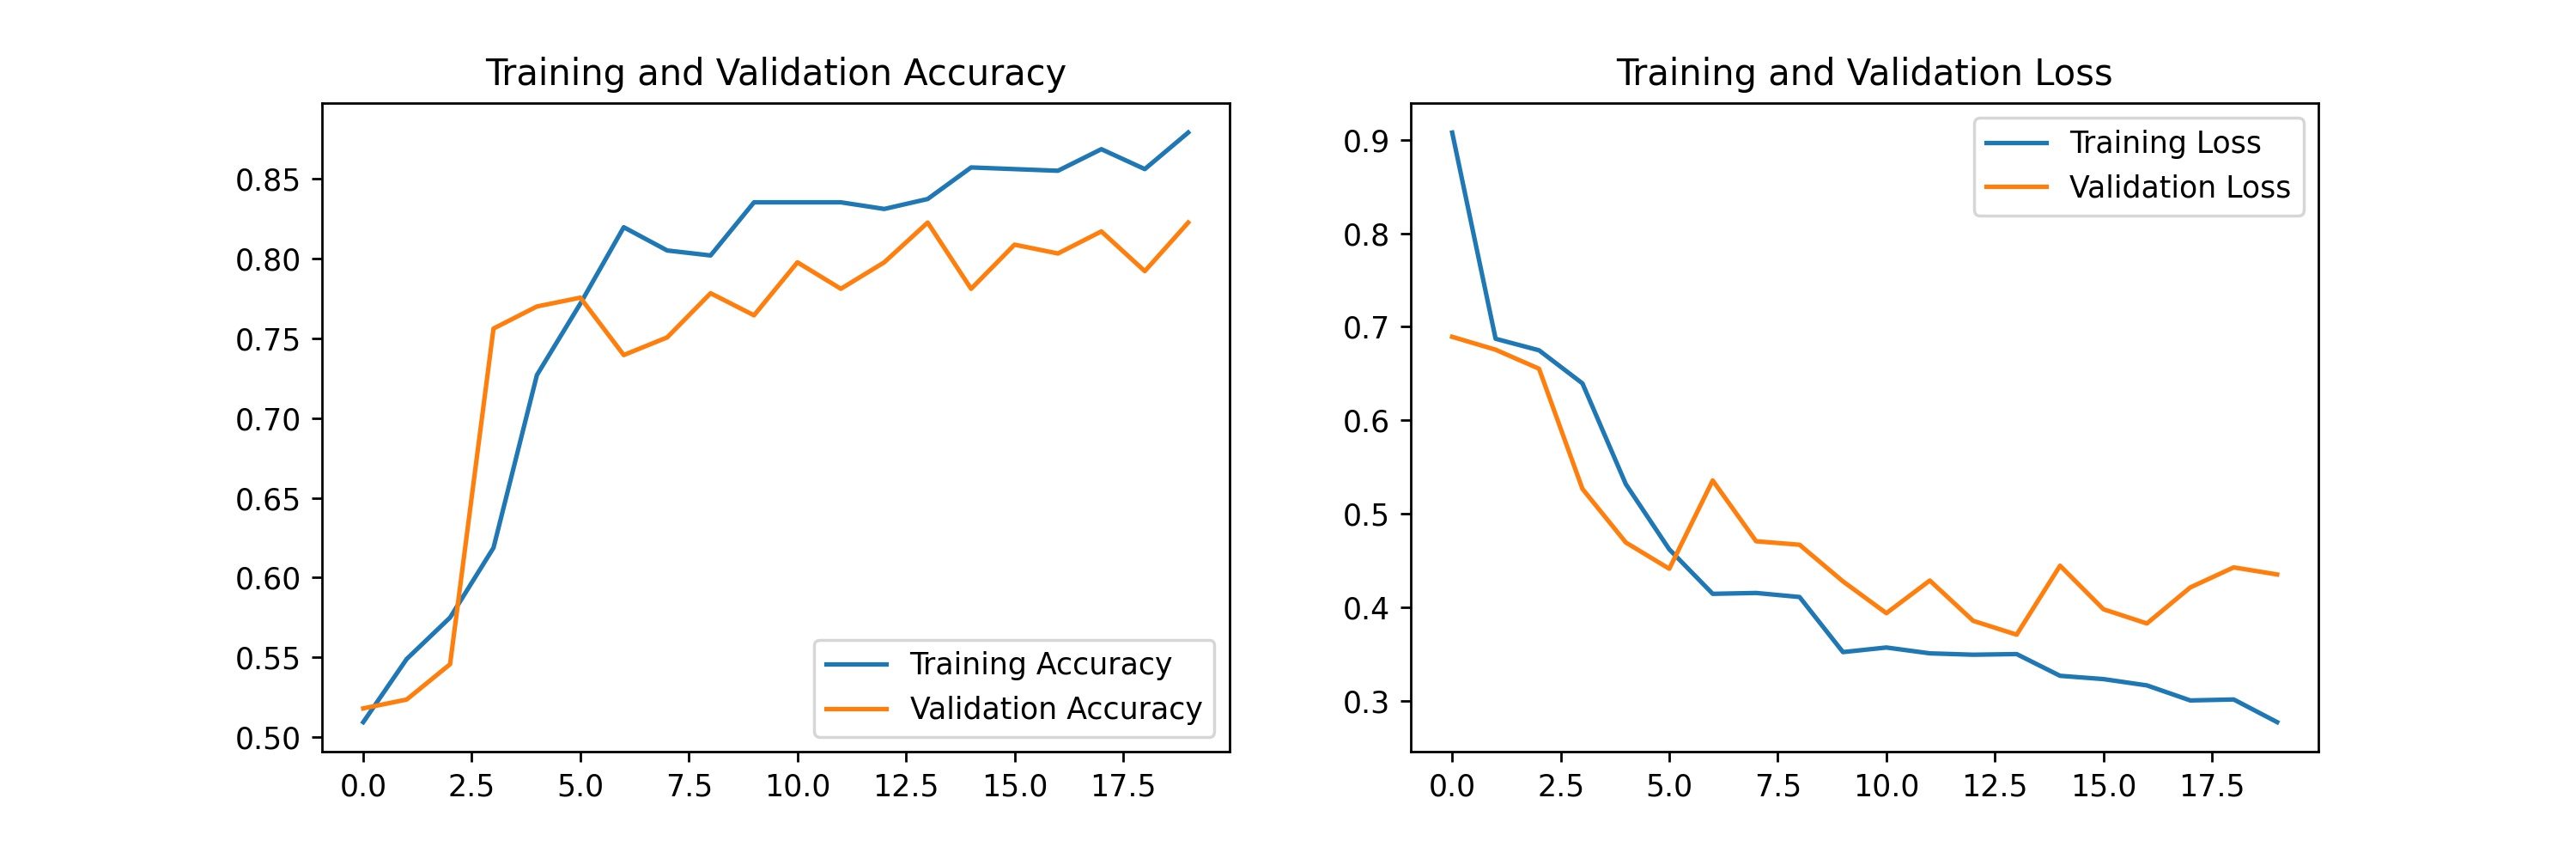 Training and Validation Accuracy
0.85
0.80
0.75
0.70
0.65
0.60
0.55
0.50
Training Accuracy
Validation Accuracy
0.0 2.5 5.0 7.5 10.0 12.5 15.0 17.5
Training and Validation Loss
Training Loss
Validation Loss
0.9
0.8
0.7
0.6
0.5
0.4
0.3
0.0 2.5 5.0 7.5 10.0 12.5 15.0 17.5